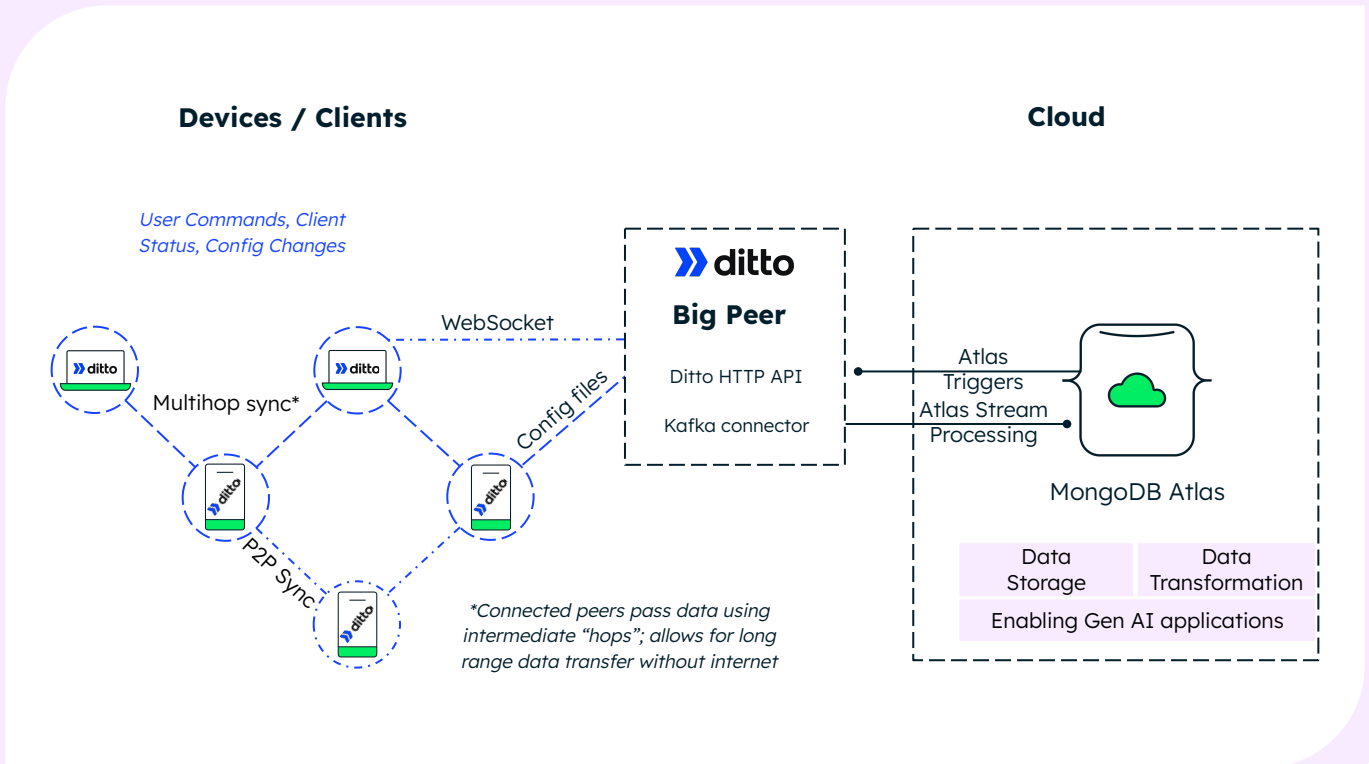 Devices / Clients
Cloud
User Commands, Client
Status, Config Changes
ditto
Big Peer
Ditto HTTP API
Kafka connector
WebSocket
Config files
ditto
ditto
Multihop sync*
ditto
ditto
P2P Sync
ditto
*Connected peers pass data using
intermediate “hops”; allows for long
range data transfer without internet
Atlas
Triggers
Atlas Stream
Processing
MongoDB Atlas
Data
Storage
Data
Transformation
Enabling Gen AI applications